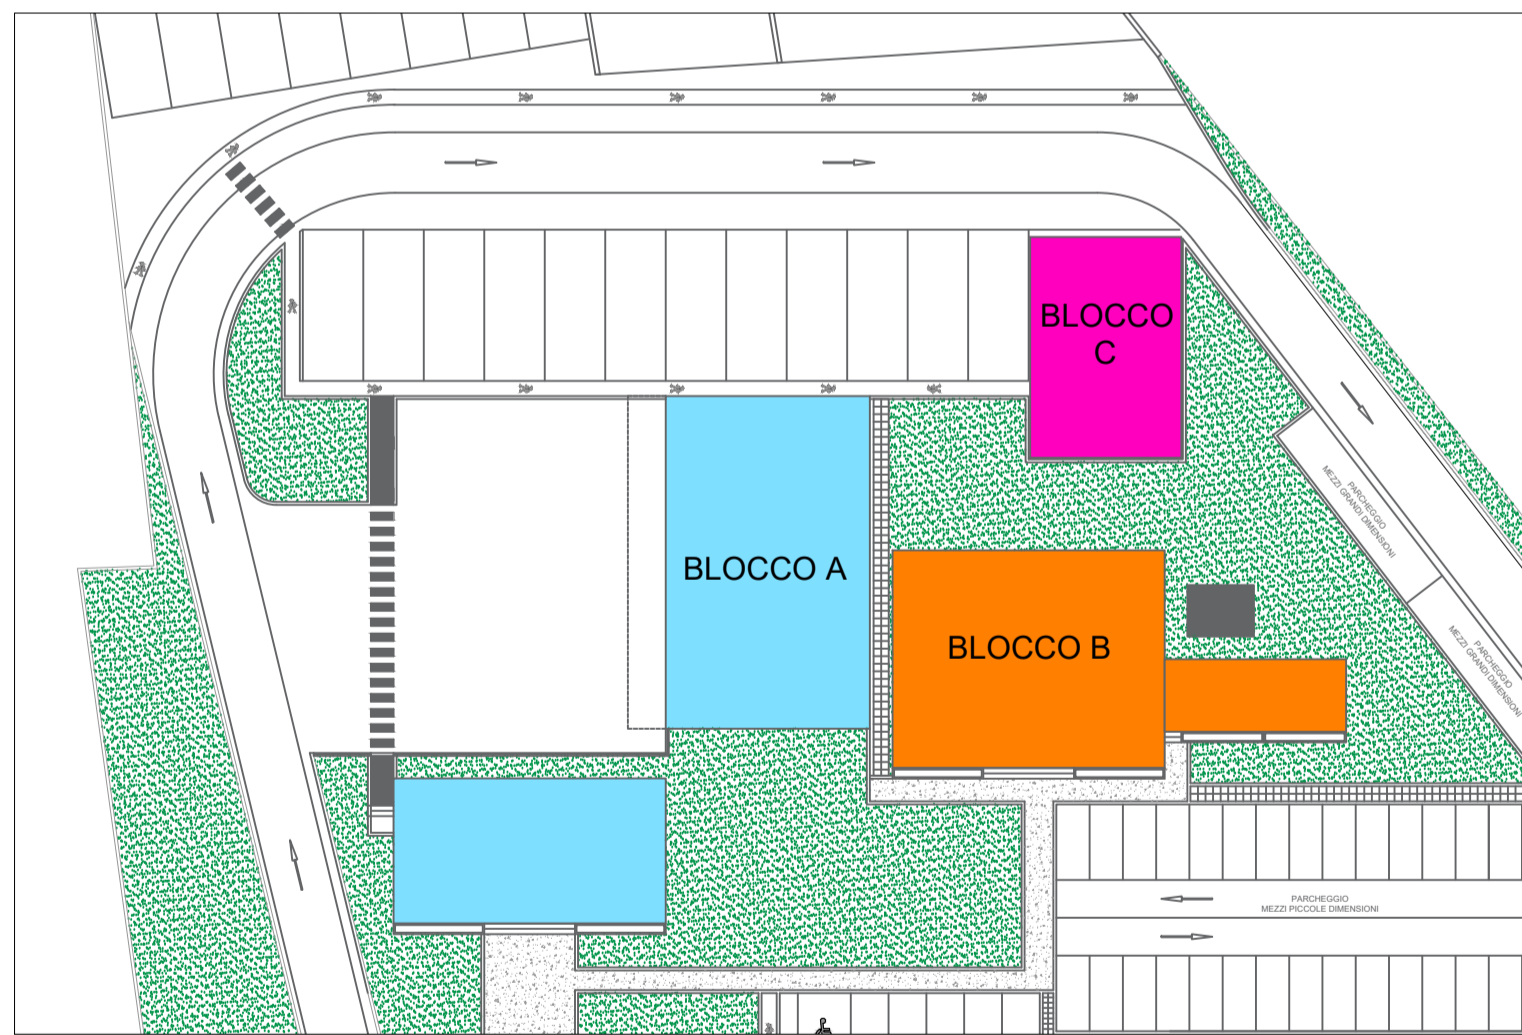 BLOCCO
C
BLOCCO A
BLOCCO B
PARCHEGGIO
MEZZI GRANDI DIMENSIONI
PARCHEGGIO
MEZZI GRANDI DIMENSIONI
PARCHEGGIO
MEZZI PICCOLE DIMENSIONI